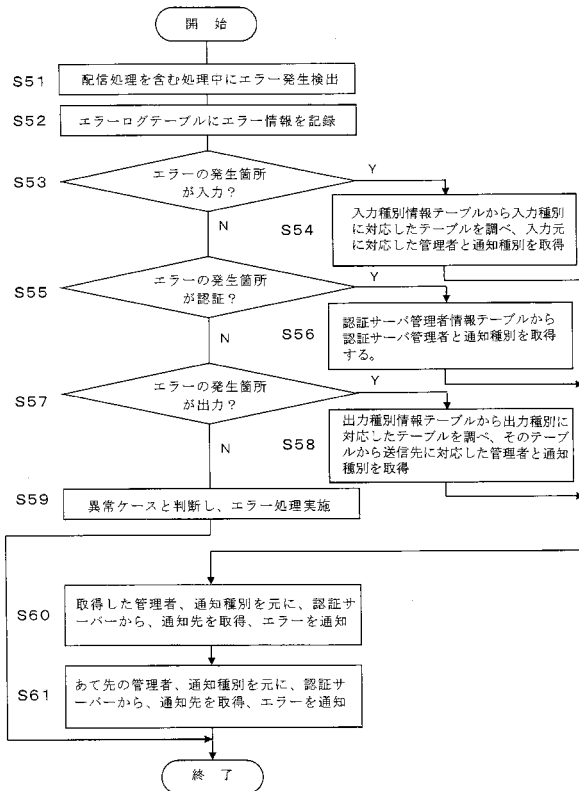 開 始
S51
配信処理を含む処理中にエラー発生検出
S52
エラーログテーブルにエラー情報を記録
S53
エラーの発生箇所
が入力？
Y
N
S54
入力種別情報テーブルから入力種別
に対応したテーブルを調べ、入力元
に対応した管理者と通知種別を取得
S55
エラーの発生箇所
が認証？
Y
N
S56
認証サーバ管理者情報テーブルから
認証サーバ管理者と通知種別を取得
する。
S57
エラーの発生箇所
が出力？
Y
N
S58
出力種別情報テーブルから出力種別に
対応したテーブルを調べ、そのテーブ
ルから送信先に対応した管理者と通知
種別を取得
S59
異常ケースと判断し、エラー処理実施
S60
取得した管理者、通知種別を元に、認証サ
ーバーから、通知先を取得、エラーを通知
S61
あて先の管理者、通知種別を元に、認証サ
ーバーから、通知先を取得、エラーを通知
終 了